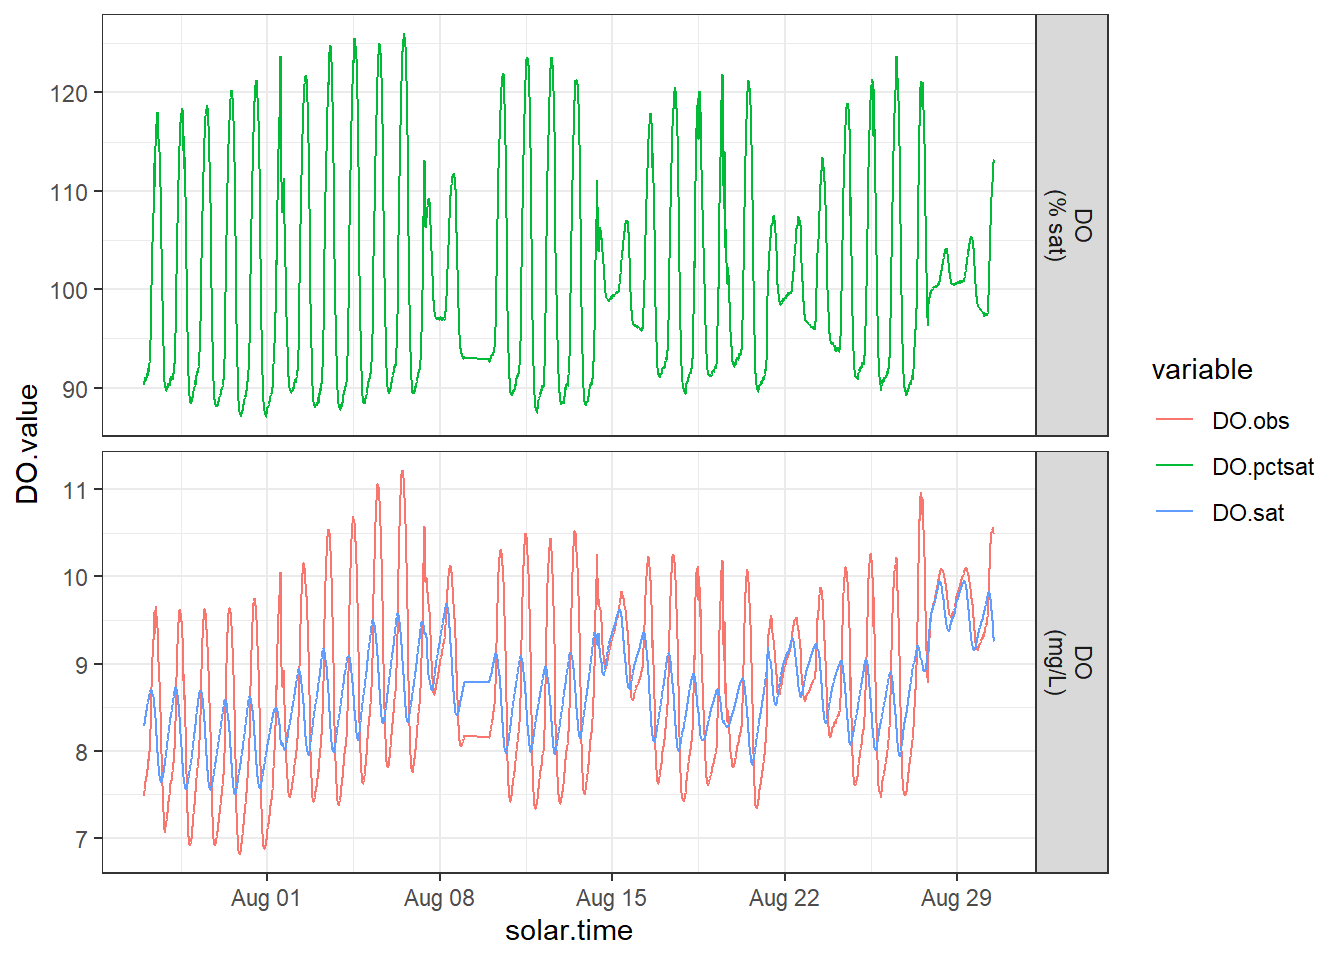 120
110
100
90
DO
(% sat)
DO.value
11
10
9
8
7
DO
(mg/L)
Aug 01
Aug 08
Aug 15
Aug 22
Aug 29
solar.time
variable
DO.obs
DO.pctsat
DO.sat